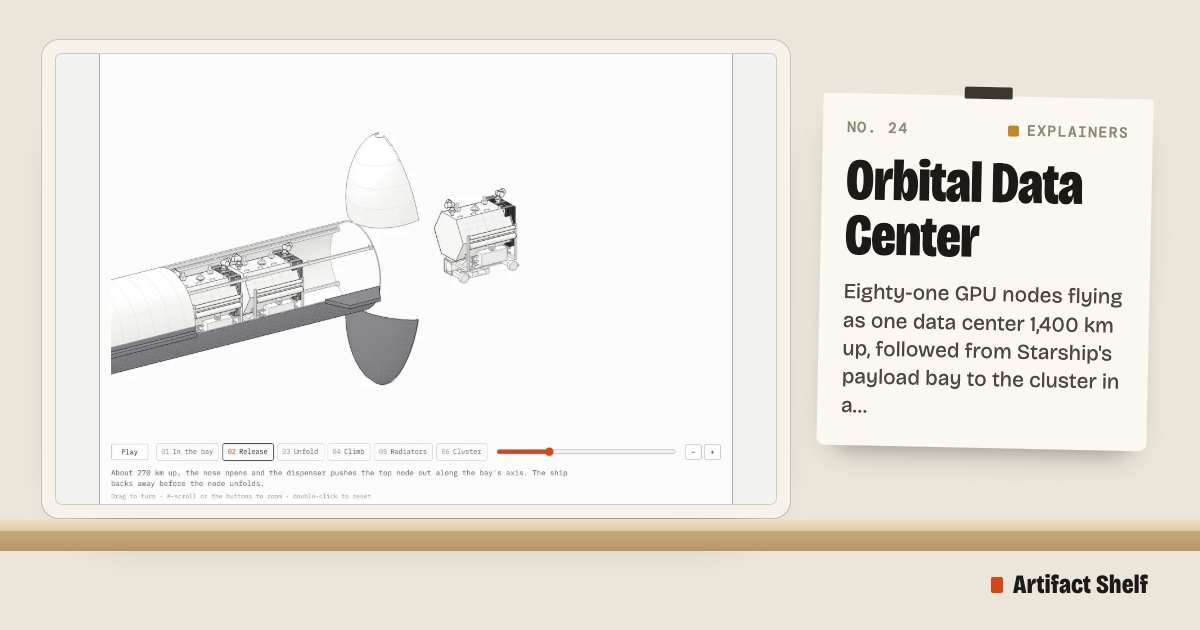 Play
01 In the bay
02 Release
03 Unfold
04 Climb
05 Radiators
06 Cluster
-
+
About 270 km up, the nose opens and the dispenser pushes the top node out along the bay's axis. The ship
backs away before the node unfolds.
Drag to turn · ⌘-scroll or the buttons to zoom · double-click to reset
NO. 24
EXPLAINERS
Orbital Data
Center
Eighty-one GPU nodes flying
as one data center 1,400 km
up, followed from Starship's
payload bay to the cluster in
a...
Artifact Shelf